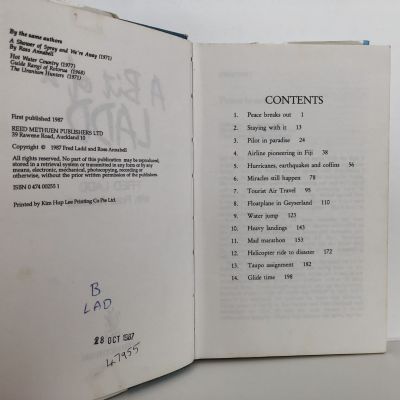 By the same authors
A Shower of Spray and We're Away (1971)
By Ross Annabell
Hot Water Country (1977)
Guide Rangi of Rotorua (1968)
The Uranium Hunters (1971)
First published 1987
REED METHUEN PUBLISHERS LTD
39 Rawene Road, Auckland 10
Copyright © 1987 Fred Ladd and Ross Annabell
All rights reserved. No part of this publication may be reproduced,
stored in a retrieval system or transmitted in any form or by any
means, electronic, mechanical, photocopying, recording or
otherwise, without the prior written permission of the publishers.
ISBN 0 474 00255 1
Printed by Kim Hup Lee Printing Co Pte Ltd.
B
LAD
28 OCT 1987
47955
CONTENTS
1. Peace breaks out 1
2. Staying with it 13
3. Pilot in paradise 24
4. Airline pioneering in Fiji 38
5. Hurricanes, earthquakes and coffins 56
6. Miracles still happen 78
7. Tourist Air Travel 95
8. Floatplane in Geyserland 110
9. Water jump 125
10. Heavy landings 143
11. Mad marathon 153
12. Helicopter ride to disaster 172
13. Taupo assignment 182
14. Glide time 198